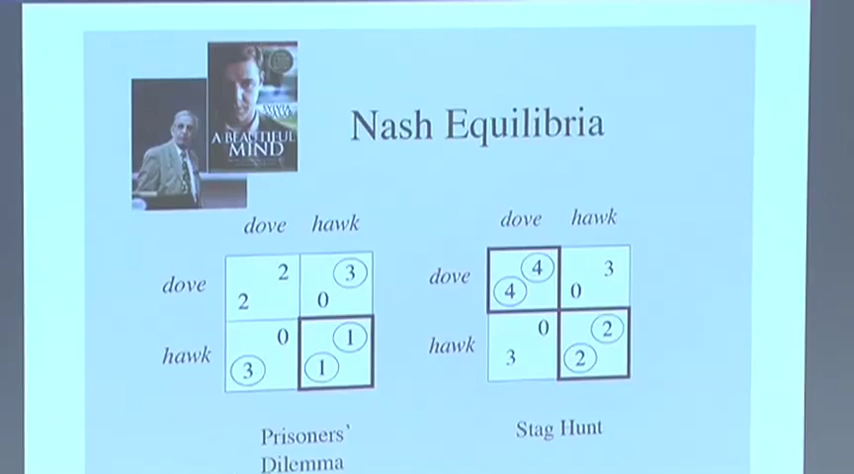 Nash Equilibria
A BEAUTIFUL
MIND
dove hawk
dove 2 3
2 0
hawk 0 1
3 1
Prisoners'
Dilemma
dove hawk
dove 4 3
4 0
hawk 0 2
3 2
Stag Hunt